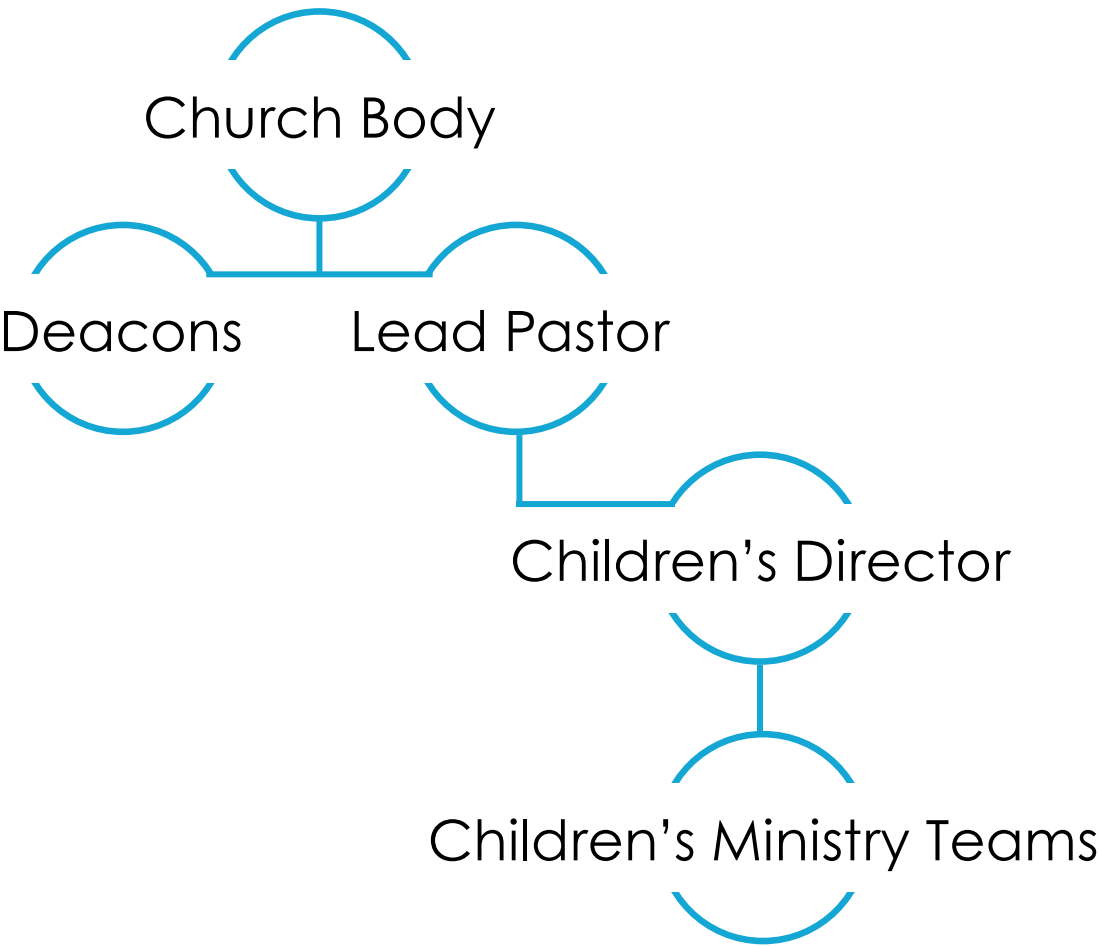 Church Body
Deacons
Lead Pastor
Children’s Director
Children’s Ministry Teams